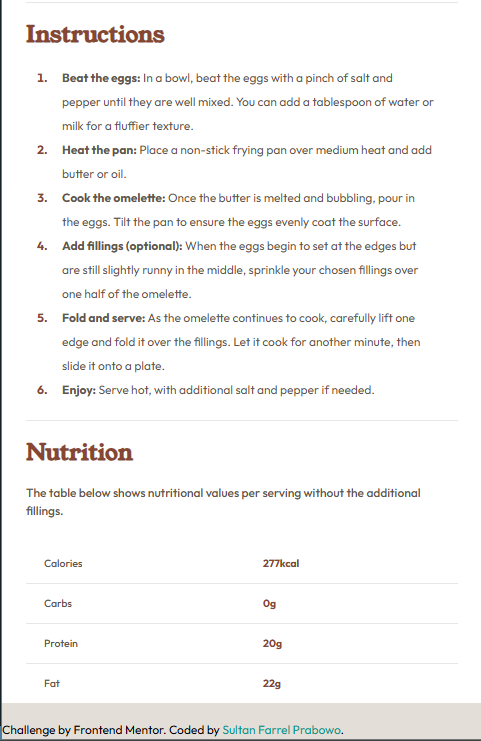 Instructions
1. Beat the eggs: In a bowl, beat the eggs with a pinch of salt and
pepper until they are well mixed. You can add a tablespoon of water or
milk for a fluffier texture.
2. Heat the pan: Place a non-stick frying pan over medium heat and add
butter or oil.
3. Cook the omelette: Once the butter is melted and bubbling, pour in
the eggs. Tilt the pan to ensure the eggs evenly coat the surface.
4. Add fillings (optional): When the eggs begin to set at the edges but
are still slightly runny in the middle, sprinkle your chosen fillings over
one half of the omelette.
5. Fold and serve: As the omelette continues to cook, carefully lift one
edge and fold it over the fillings. Let it cook for another minute, then
slide it onto a plate.
6. Enjoy: Serve hot, with additional salt and pepper if needed.
Nutrition
The table below shows nutritional values per serving without the additional
fillings.
Calories 277kcal
Carbs 0g
Protein 20g
Fat 22g
Challenge by Frontend Mentor. Coded by Sultan Farrel Prabowo.